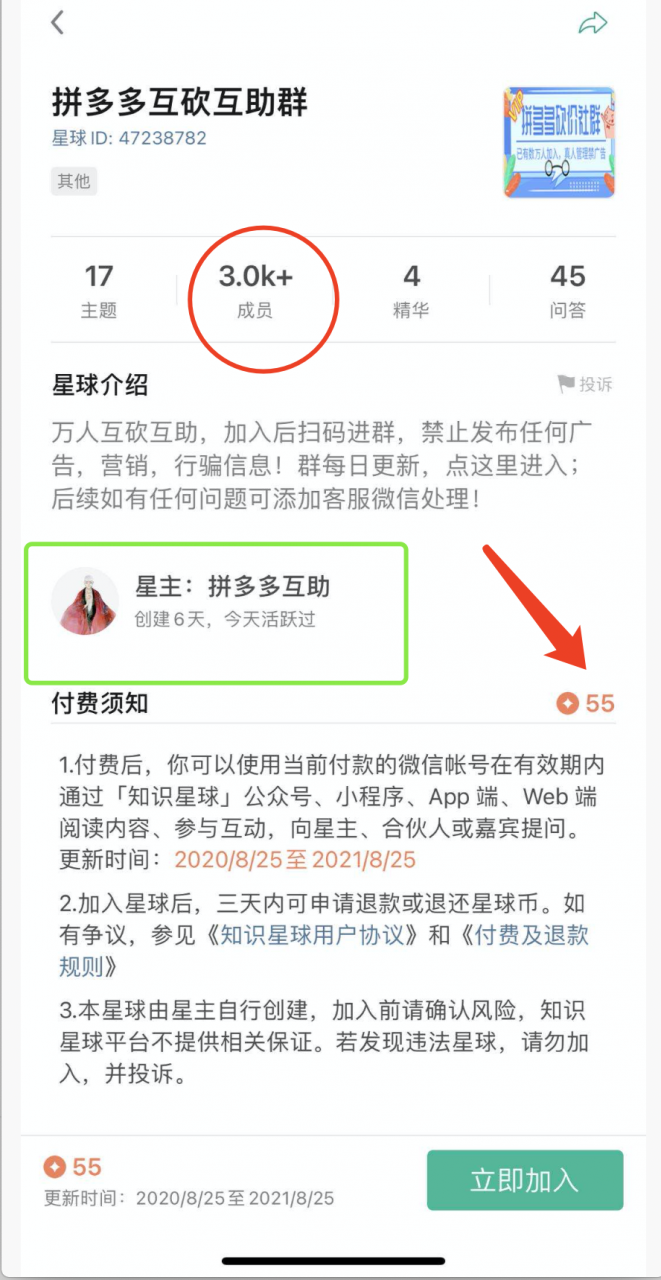 拼多多互砍互助群
星球 ID: 47238782
其他
拼多多砍价社群
已有数万人加入，真人管理禁广告
17
主题
3.0k+
成员
4
精华
45
问答
星球介绍
投诉
万人互砍互助，加入后扫码进群，禁止发布任何广
告，营销，行骗信息！群每日更新，点这里进入；
后续如有任何问题可添加客服微信处理！
星主：拼多多互助
创建 6 天，今天活跃过
付费须知
55
1.付费后，你可以使用当前付款的微信帐号在有效期内
通过「知识星球」公众号、小程序、App 端、Web 端
阅读内容、参与互动，向星主、合伙人或嘉宾提问。
更新时间：2020/8/25 至 2021/8/25
2.加入星球后，三天内可申请退款或退还星球币。如
有争议，参见《知识星球用户协议》和《付费及退款
规则》
3.本星球由星主自行创建，加入前请确认风险，知识
星球平台不提供相关保证。若发现违法星球，请勿加
入，并投诉。
55
更新时间：2020/8/25 至 2021/8/25
立即加入